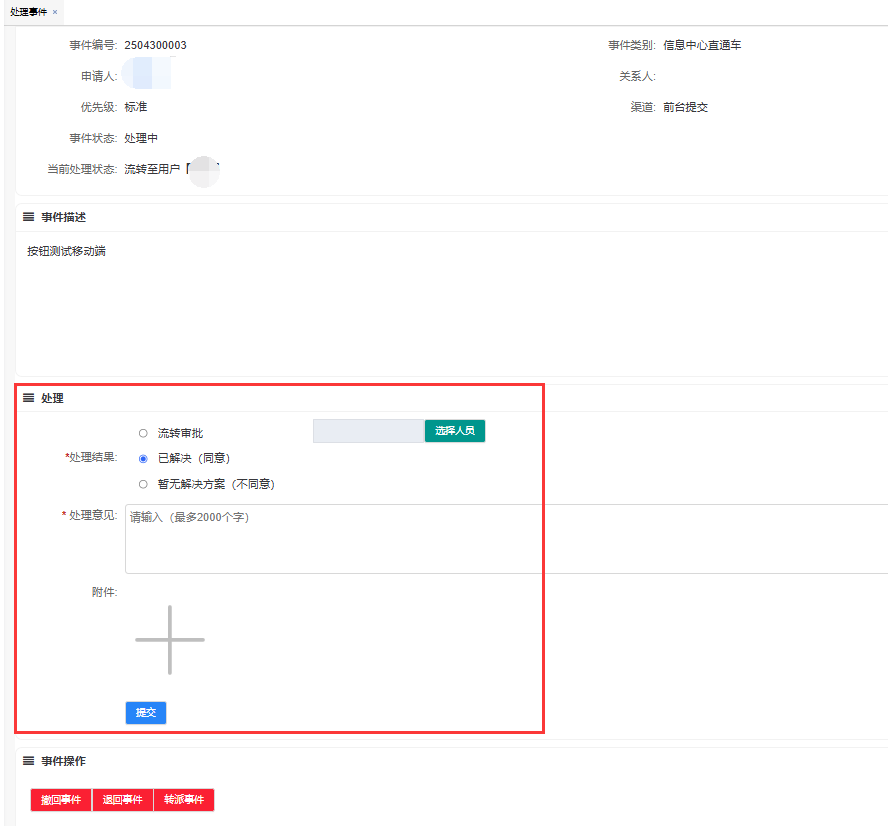 处理事件 ×
事件编号: 2504300003 事件类别: 信息中心直通车
申请人: 关系人:
优先级: 标准 渠道: 前台提交
事件状态: 处理中
当前处理状态: 流转至用户
事件描述
按钮测试移动端
处理
流转审批 选择人员
*处理结果: 已解决（同意）
暂无解决方案（不同意）
* 处理意见: 请输入（最多2000个字）
附件:
提交
事件操作
撤回事件 退回事件 转派事件